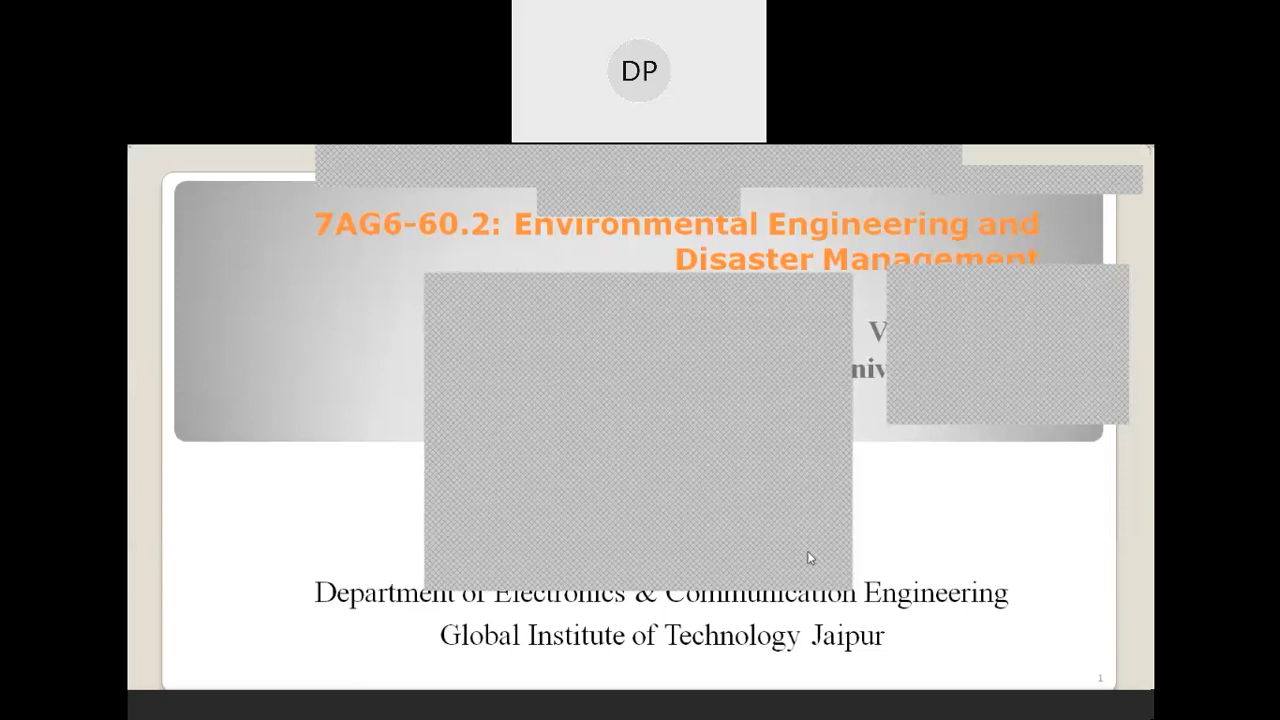 DP
7AG6-60.2: Environmental Engineering and
Disaster Management
Department of Electronics & Communication Engineering
Global Institute of Technology Jaipur
1